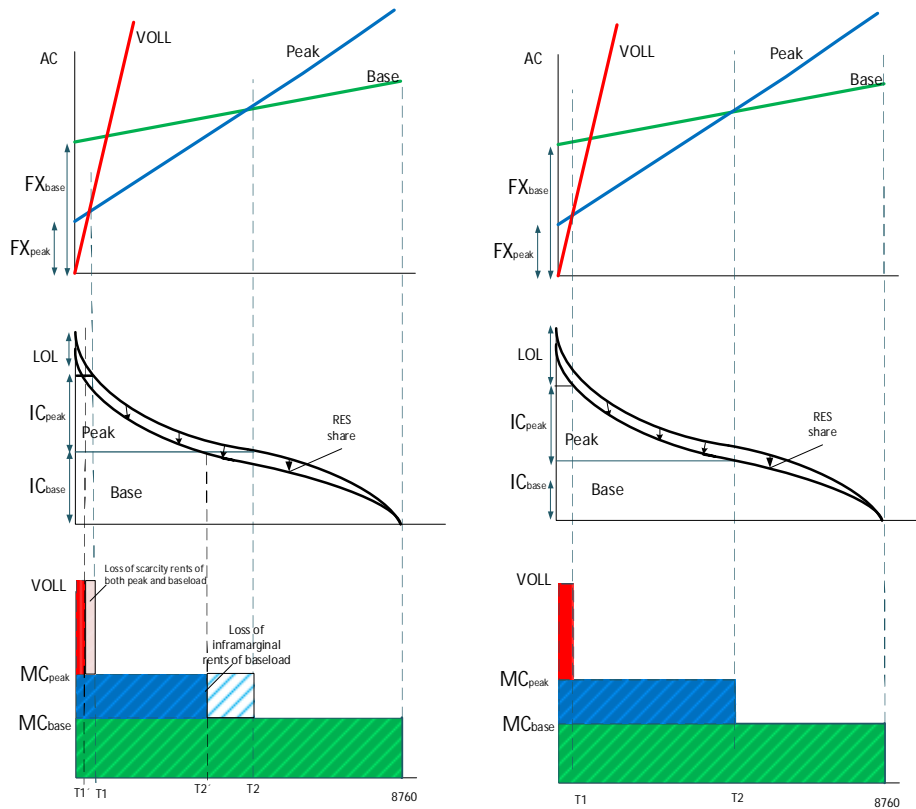 AC
VOLL
Peak
Base
FXbase
FXpeak
LOL
ICpeak
Peak
RES
share
ICbase
Base
VOLL
Loss of scarcity rents of
both peak and baseload
Loss of
inframarginal
rents of baseload
MCpeak
MCbase
T1´ T1 T2´ T2 8760
AC
VOLL
Peak
Base
FXbase
FXpeak
LOL
ICpeak
Peak
RES
share
ICbase
Base
VOLL
MCpeak
MCbase
T1 T2 8760